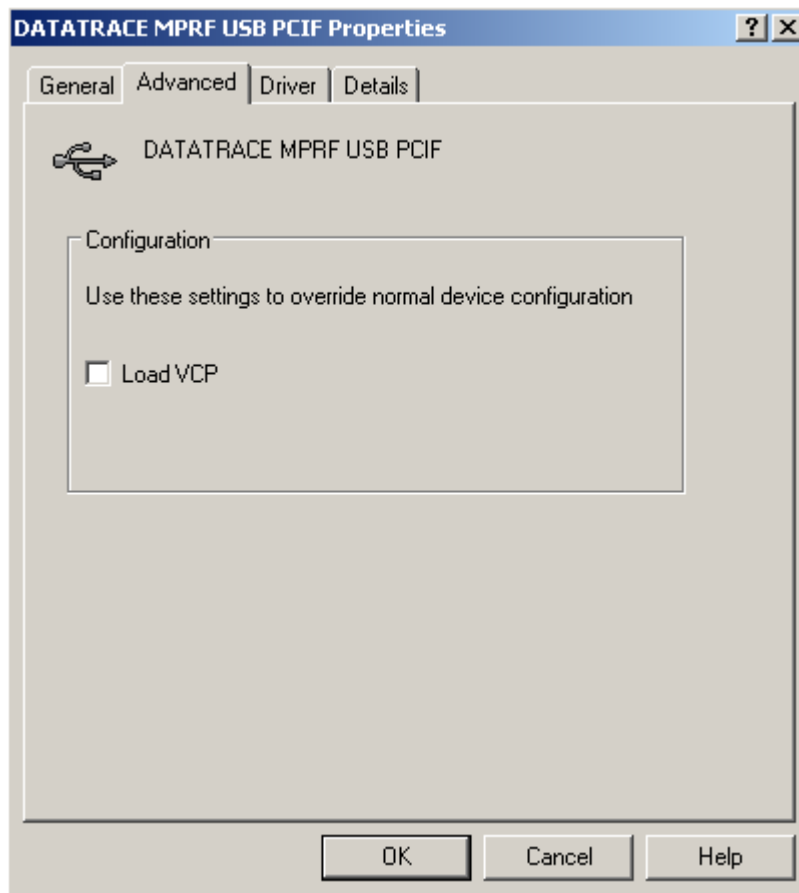 DATATRACE MPRF USB PCIF Properties
General Advanced Driver Details
DATATRACE MPRF USB PCIF
Configuration
Use these settings to override normal device configuration
Load VCP
OK Cancel Help